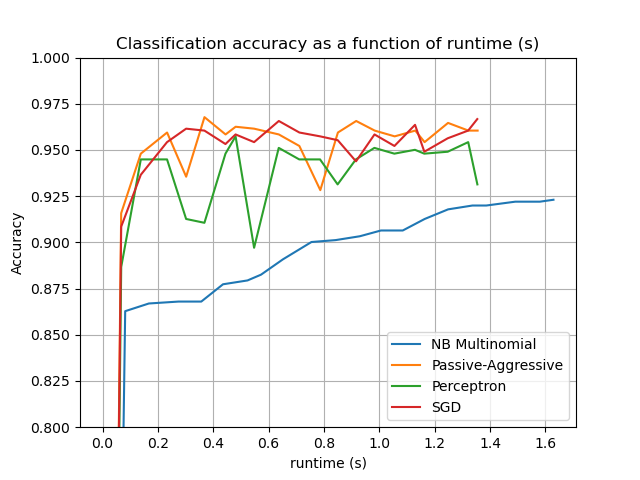 Classification accuracy as a function of runtime (s)
1.000
0.975
0.950
0.925
0.900
0.875
0.850
0.825
0.800
Accuracy
NB Multinomial
Passive-Aggressive
Perceptron
SGD
0.0 0.2 0.4 0.6 0.8 1.0 1.2 1.4 1.6
runtime (s)